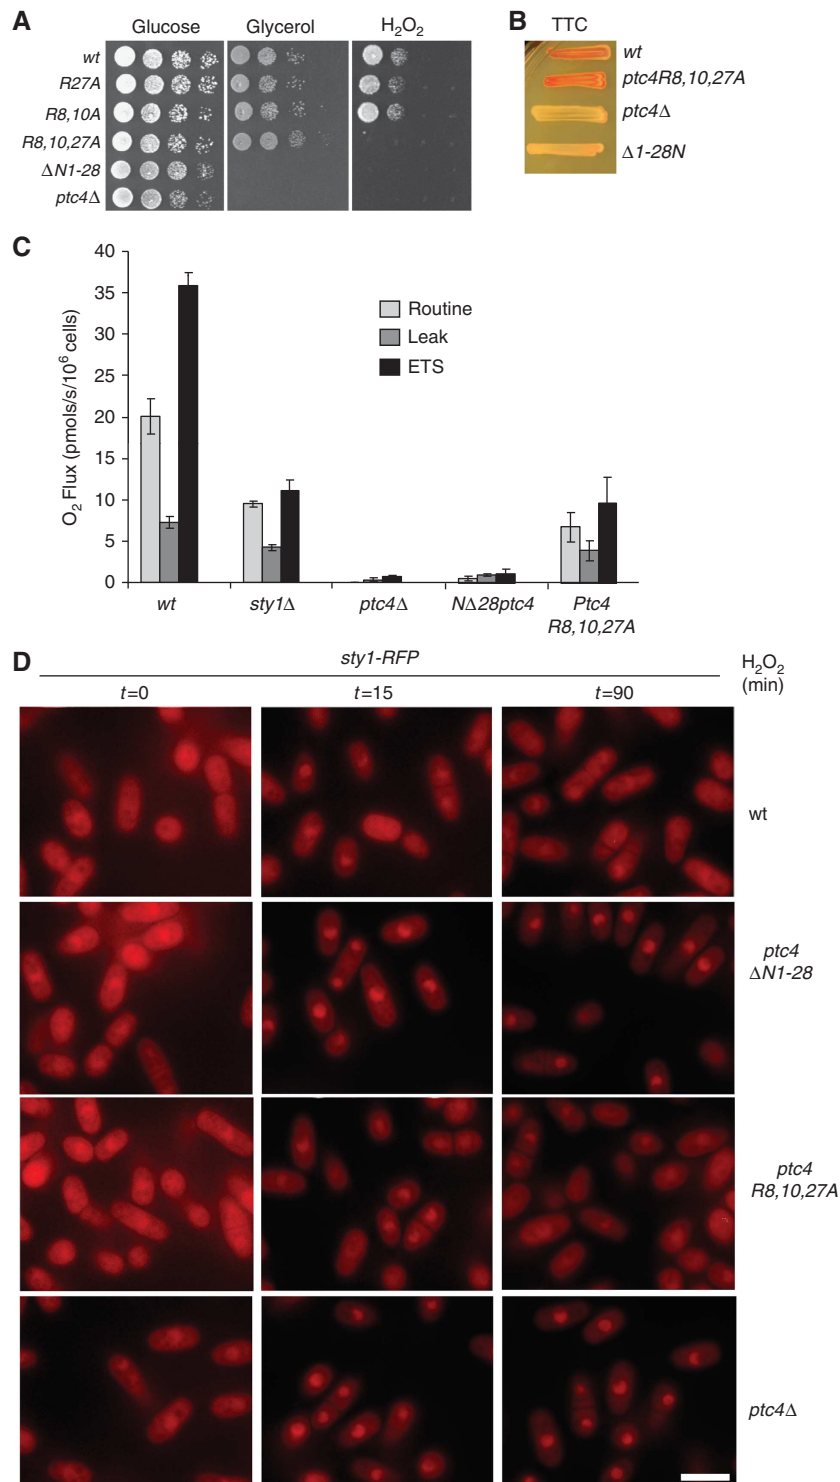 A
Glucose Glycerol H2O2
wt
R27A
R8,10A
R8,10,27A
ΔN1-28
ptc4Δ
B
TTC
wt
ptc4R8,10,27A
ptc4Δ
Δ1-28N
C
O2 Flux (pmols/s/10^6 cells)
40
35
30
25
20
15
10
5
0
Routine
Leak
ETS
wt sty1Δ ptc4Δ NΔ28ptc4 Ptc4
R8,10,27A
D
sty1-RFP
H2O2
(min)
t=0 t=15 t=90
wt
ptc4
ΔN1-28
ptc4
R8,10,27A
ptc4Δ